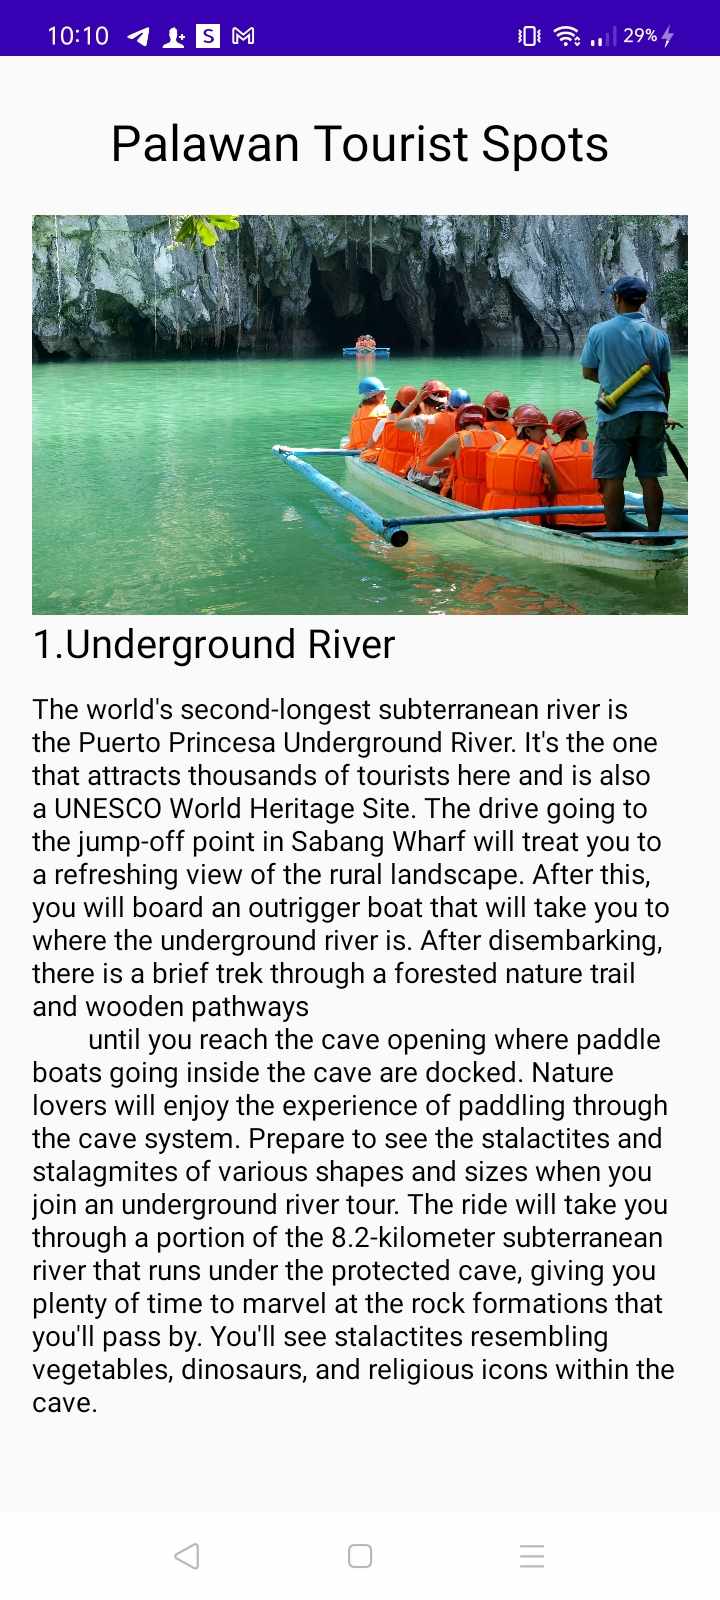 10:10 S M 29%
Palawan Tourist Spots
1.Underground River
The world's second-longest subterranean river is
the Puerto Princesa Underground River. It's the one
that attracts thousands of tourists here and is also
a UNESCO World Heritage Site. The drive going to
the jump-off point in Sabang Wharf will treat you to
a refreshing view of the rural landscape. After this,
you will board an outrigger boat that will take you to
where the underground river is. After disembarking,
there is a brief trek through a forested nature trail
and wooden pathways
until you reach the cave opening where paddle
boats going inside the cave are docked. Nature
lovers will enjoy the experience of paddling through
the cave system. Prepare to see the stalactites and
stalagmites of various shapes and sizes when you
join an underground river tour. The ride will take you
through a portion of the 8.2-kilometer subterranean
river that runs under the protected cave, giving you
plenty of time to marvel at the rock formations that
you'll pass by. You'll see stalactites resembling
vegetables, dinosaurs, and religious icons within the
cave.